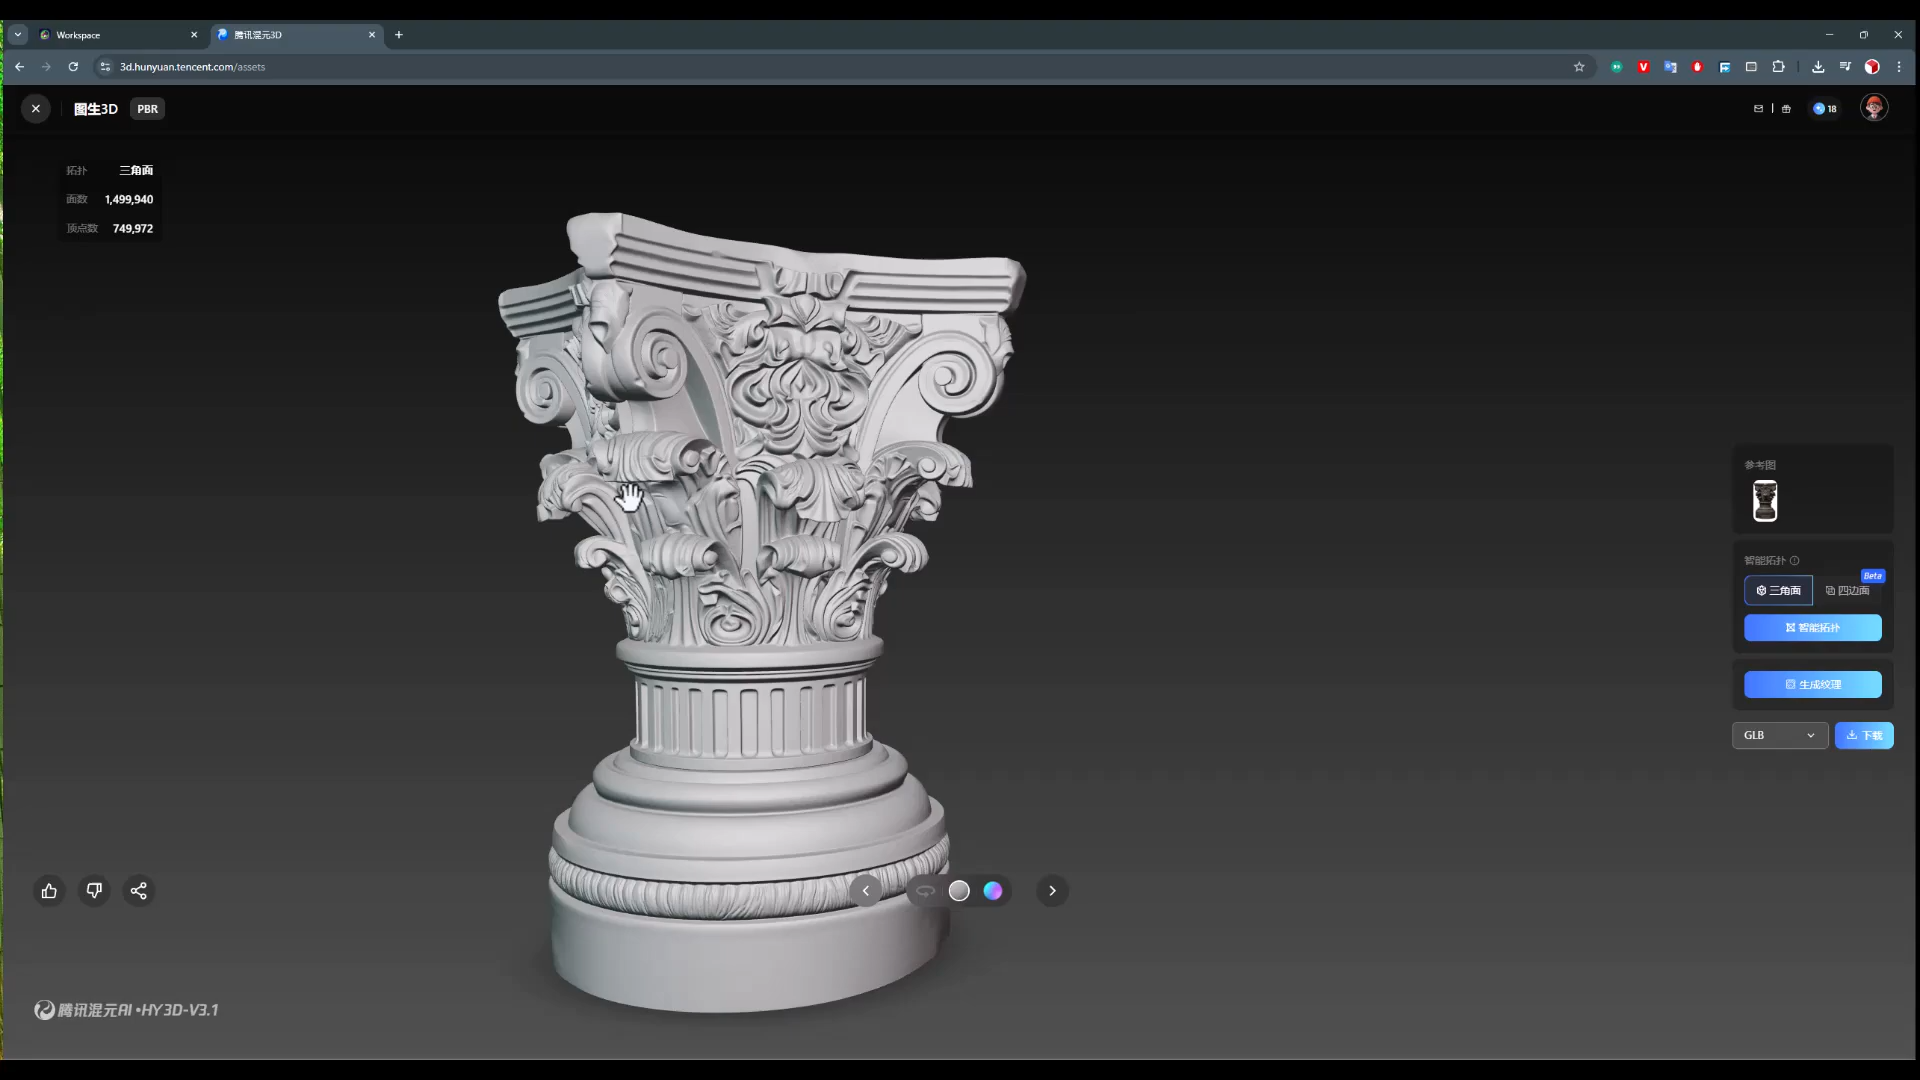 Workspace
腾讯混元3D
3d.hunyuan.tencent.com/assets
图生3D
PBR
18
拓扑 三角面
面数 1,499,940
顶点数 749,972
参考图
智能拓扑
Beta
三角面
四边面
智能拓扑
生成纹理
GLB
下载
腾讯混元AI•HY3D-V3.1